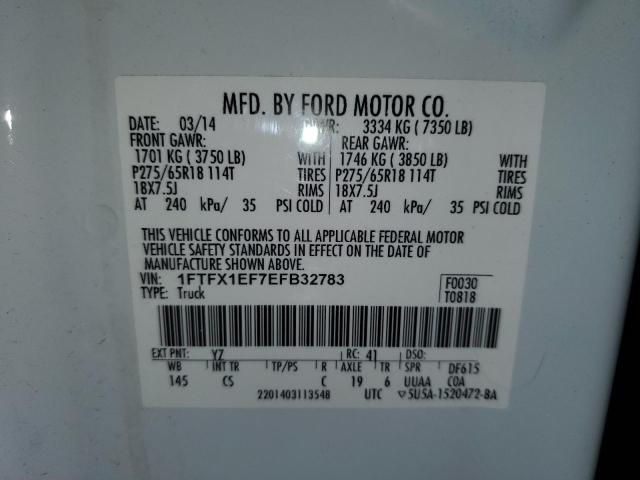 MFD. BY FORD MOTOR CO.
DATE: 03/14 GVWR: 3334 KG ( 7350 LB)
FRONT GAWR: REAR GAWR:
1701 KG ( 3750 LB) WITH 1746 KG ( 3850 LB) WITH
P275/65R18 114T TIRES P275/65R18 114T TIRES
18X7.5J RIMS 18X7.5J RIMS
AT 240 kPa/ 35 PSI COLD AT 240 kPa/ 35 PSI COLD
THIS VEHICLE CONFORMS TO ALL APPLICABLE FEDERAL MOTOR
VEHICLE SAFETY STANDARDS IN EFFECT ON THE DATE OF
MANUFACTURE SHOWN ABOVE.
VIN: 1FTFX1EF7EFB32783 F0030
TYPE: Truck T0818
EXT PNT: YZ RC: 41 DSO:
WB INT TR TP/PS R AXLE TR SPR DF615
145 CS C 19 6 UUAA COA
2201403113548 UTC ▽5U5A-1520472-BA